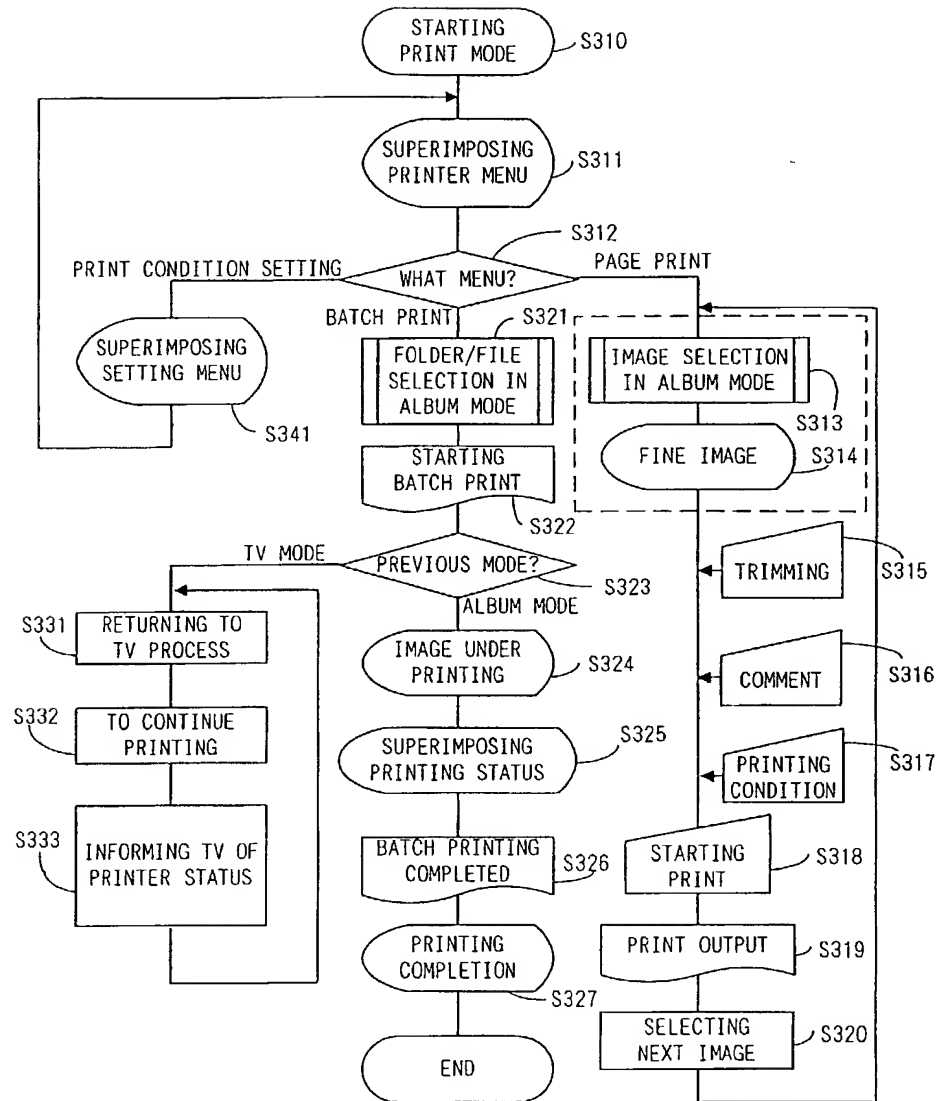 STARTING
PRINT MODE
S310
SUPERIMPOSING
PRINTER MENU
S311
S312
PRINT CONDITION SETTING
WHAT MENU?
PAGE PRINT
BATCH PRINT
S321
SUPERIMPOSING
SETTING MENU
S341
FOLDER/FILE
SELECTION IN
ALBUM MODE
IMAGE SELECTION
IN ALBUM MODE
S313
FINE IMAGE
S314
STARTING
BATCH PRINT
S322
TV MODE
PREVIOUS MODE?
S323
ALBUM MODE
TRIMMING
S315
S331
RETURNING TO
TV PROCESS
IMAGE UNDER
PRINTING
S324
COMMENT
S316
S332
TO CONTINUE
PRINTING
SUPERIMPOSING
PRINTING STATUS
S325
PRINTING
CONDITION
S317
S333
INFORMING TV OF
PRINTER STATUS
BATCH PRINTING
COMPLETED
S326
STARTING
PRINT
S318
PRINTING
COMPLETION
S327
PRINT OUTPUT
S319
SELECTING
NEXT IMAGE
S320
END